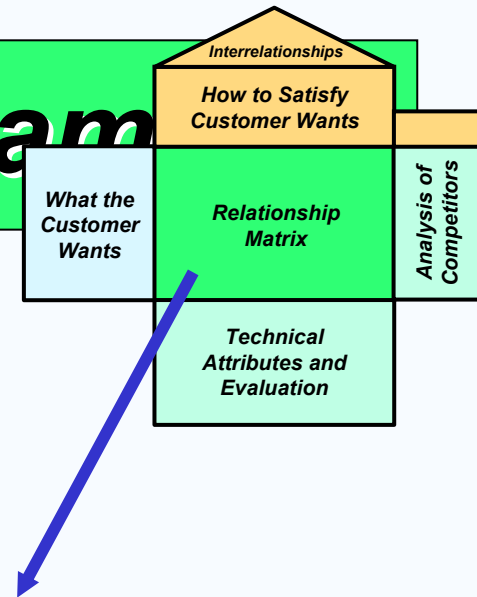 Interrelationships
How to Satisfy
Customer Wants
am
What the
Customer
Wants
Relationship
Matrix
Analysis of
Competitors
Technical
Attributes and
Evaluation